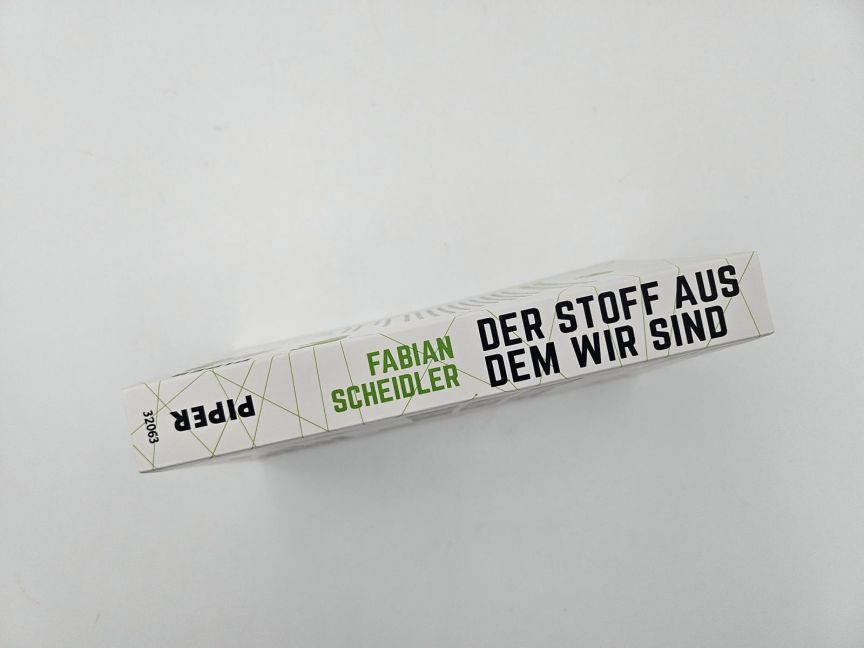 FABIAN
SCHEIDLER
DER STOFF AUS
DEM WIR SIND
PIPER
32063